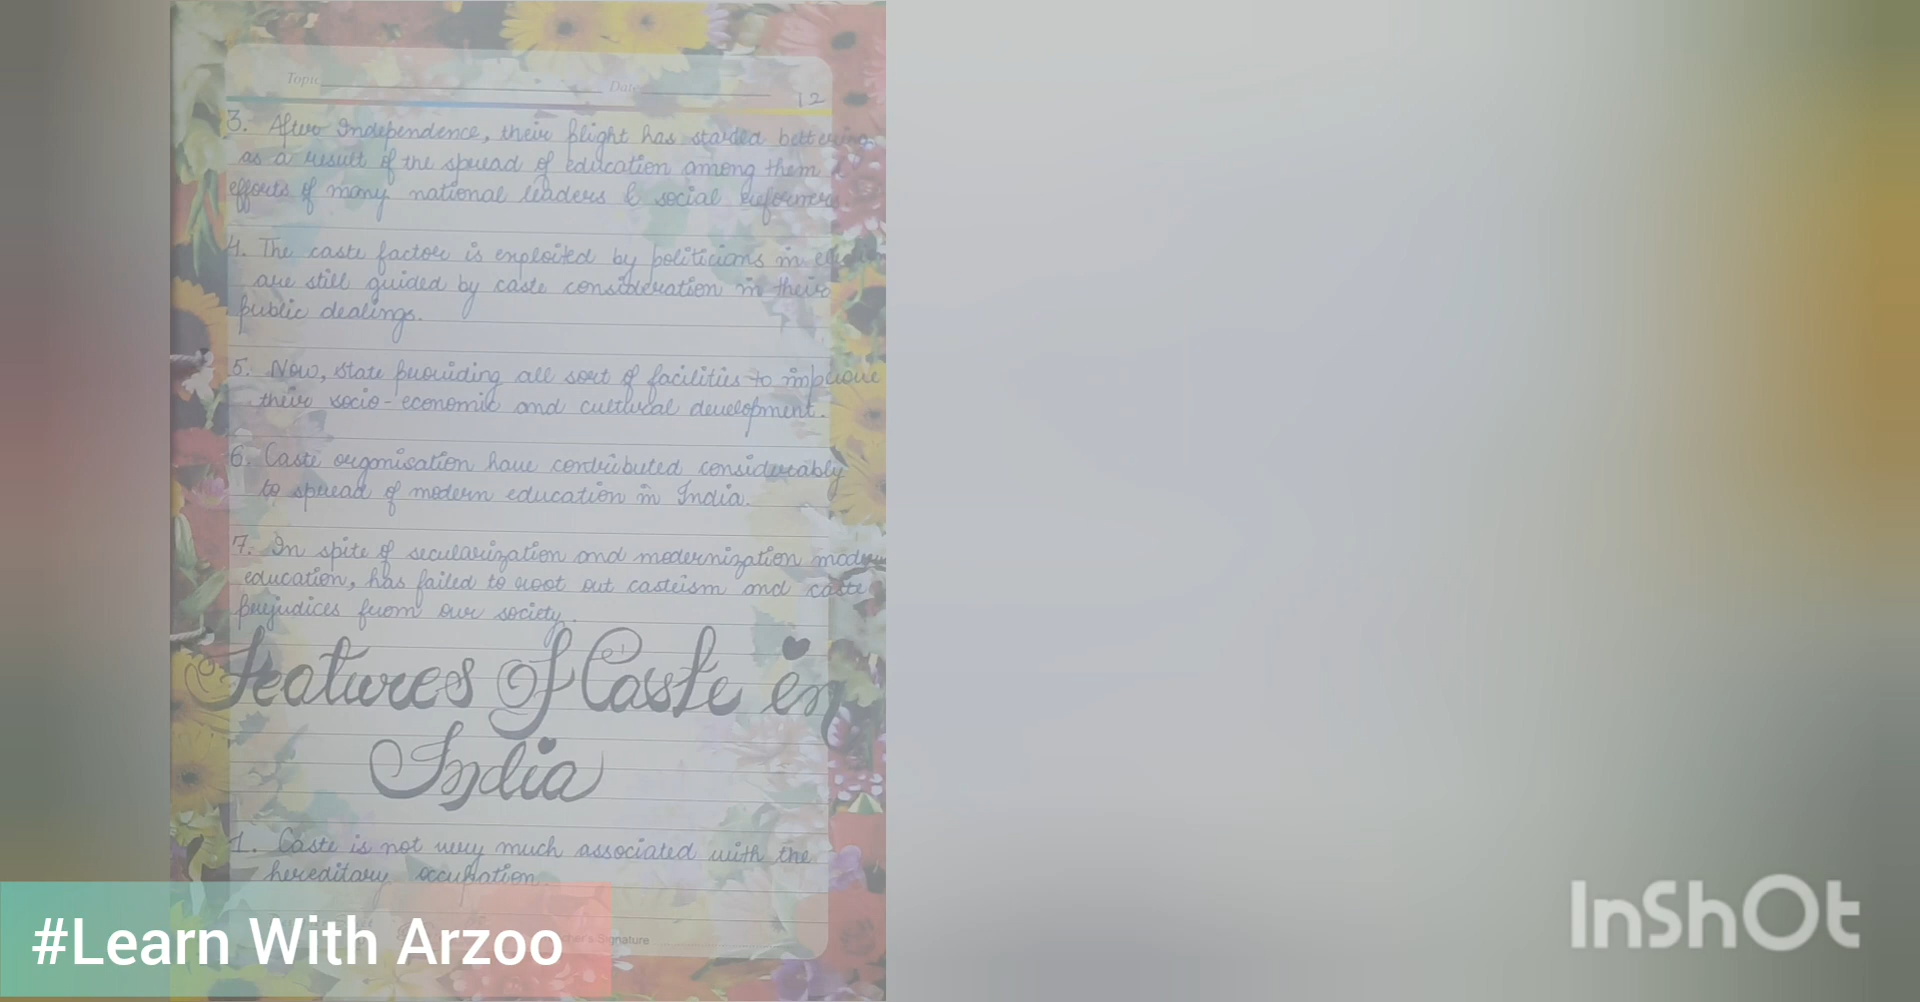 Topic Date
12
3. After Independence, their flight has started bettering
as a result of the spread of education among them &
efforts of many national leaders & social reformers.
4. The caste factor is exploited by politicians in
are still guided by caste consideration in their
public dealings.
5. Now, state providing all sort of facilities to improve
their socio-economic and cultural development.
6. Caste organisation have contributed considerably
to spread of modern education in India.
7. In spite of secularization and modernization modern
education, has failed to root out casteism and caste
prejudices from our society.
Features of Caste in
India
1. Caste is not very much associated with the
hereditary occupation.
Signature
#Learn With Arzoo
InShOt